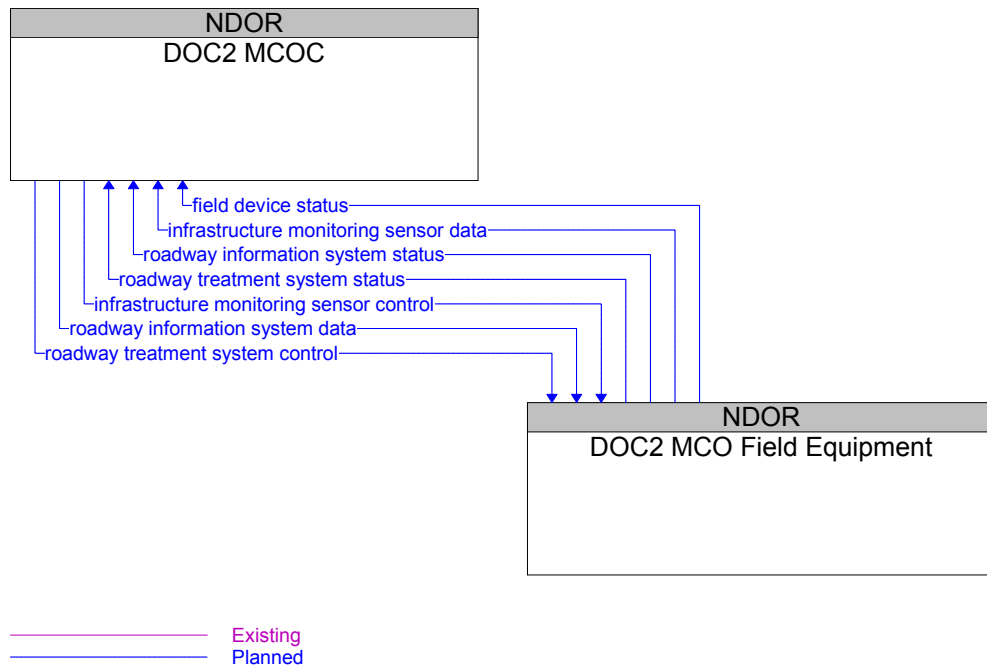 NDOR
DOC2 MCOC
field device status
infrastructure monitoring sensor data
roadway information system status
roadway treatment system status
infrastructure monitoring sensor control
roadway information system data
roadway treatment system control
NDOR
DOC2 MCO Field Equipment
Existing
Planned